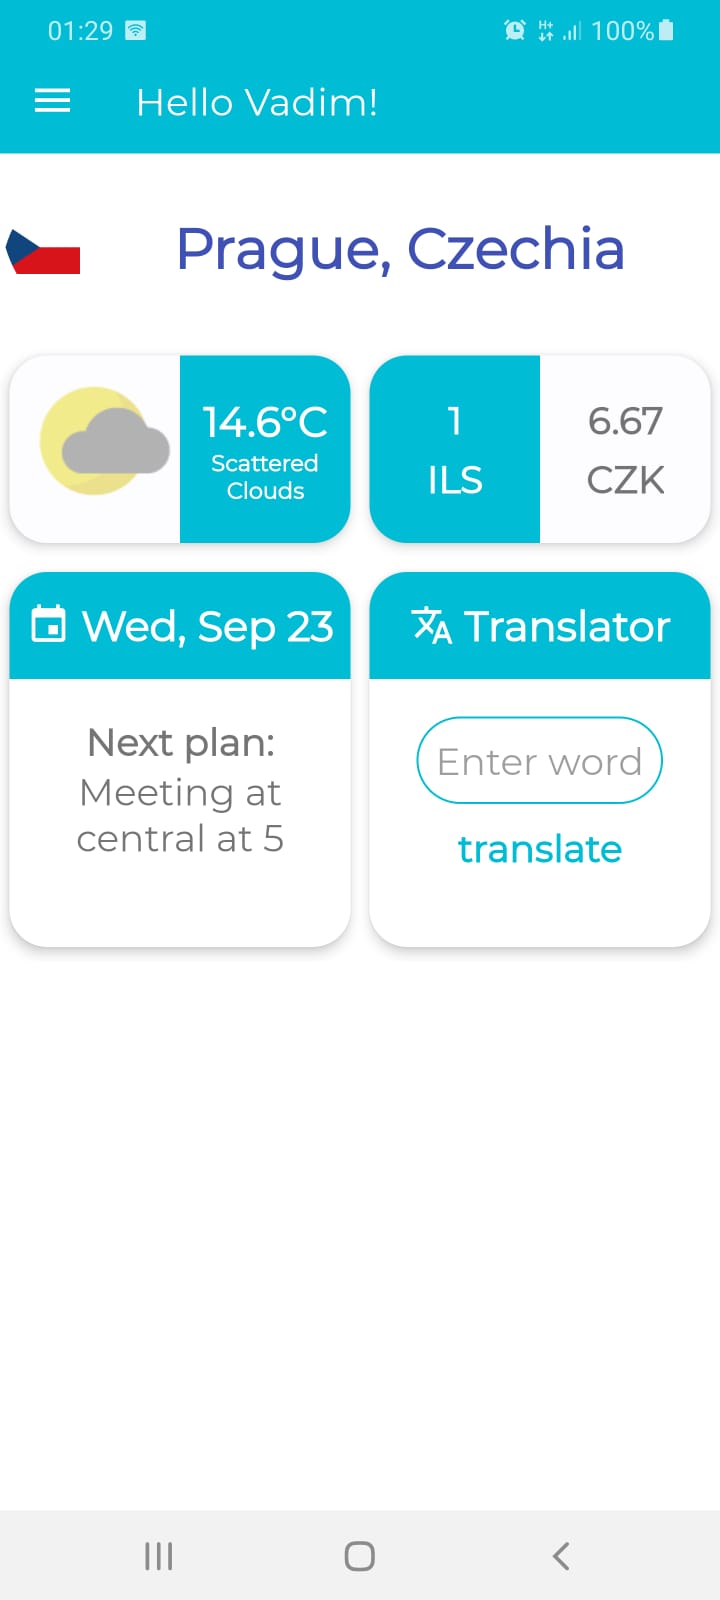 01:29
H+ 100%
Hello Vadim!
Prague, Czechia
14.6°C
Scattered
Clouds
1
ILS
6.67
CZK
Wed, Sep 23
Next plan:
Meeting at
central at 5
Translator
Enter word
translate